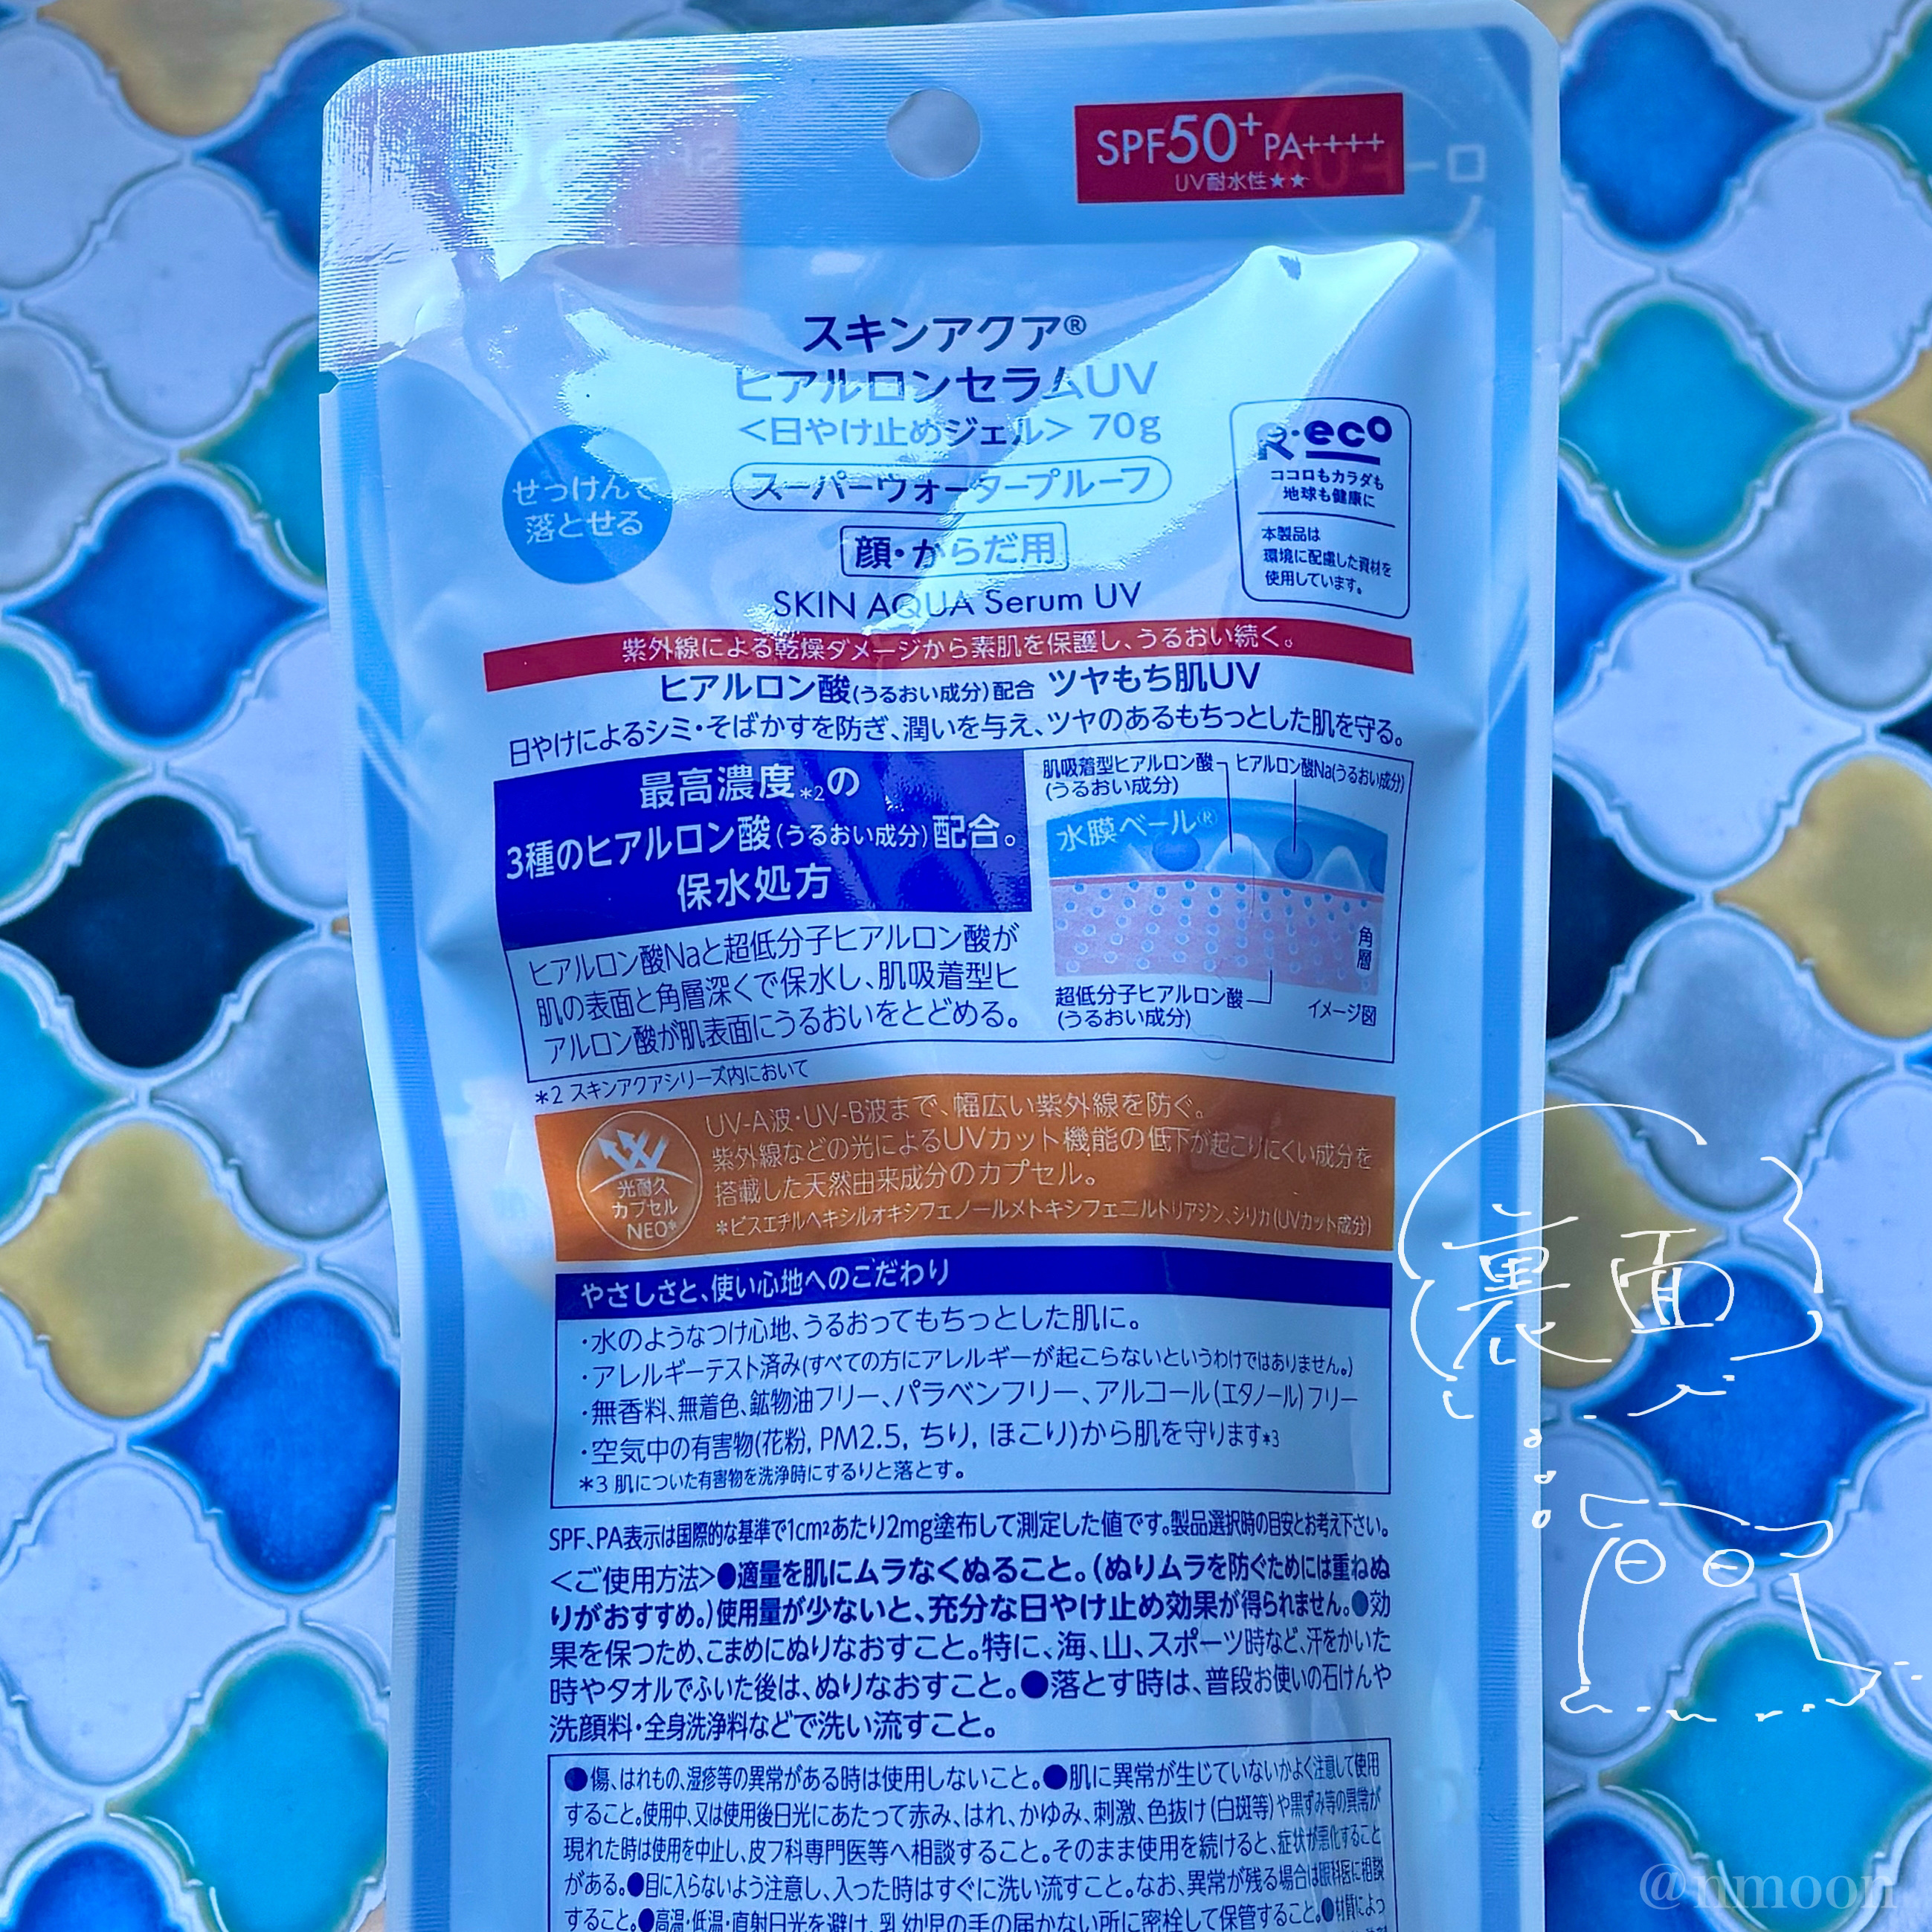 SPF50+ PA++++
UV耐水性★★
スキンアクア®
ヒアルロンセラムUV
＜日やけ止めジェル＞ 70g
スーパーウォータープルーフ
顔・からだ用
SKIN AQUA Serum UV
せっけんで
落とせる
R・eco
ココロもカラダも
地球も健康に
本製品は
環境に配慮した資材を
使用しています。
紫外線による乾燥ダメージから素肌を保護し、うるおい続く。
ヒアルロン酸(うるおい成分)配合 ツヤもち肌UV
日やけによるシミ・そばかすを防ぎ、潤いを与え、ツヤのあるもちっとした肌を守る。
最高濃度*2の
3種のヒアルロン酸(うるおい成分)配合。
保水処方
ヒアルロン酸Naと超低分子ヒアルロン酸が
肌の表面と角層深くで保水し、肌吸着型ヒ
アルロン酸が肌表面にうるおいをとどめる。
肌吸着型ヒアルロン酸
(うるおい成分)
ヒアルロン酸Na(うるおい成分)
水膜ベール®
角層
超低分子ヒアルロン酸
(うるおい成分)
イメージ図
*2 スキンアクアシリーズ内において
光耐久
カプセル
NEO*
UV-A波・UV-B波まで、幅広い紫外線を防ぐ。
紫外線などの光によるUVカット機能の低下が起こりにくい成分を
搭載した天然由来成分のカプセル。
*ビスエチルヘキシルオキシフェノールメトキシフェニルトリアジン、シリカ(UVカット成分)
やさしさと、使い心地へのこだわり
・水のようなつけ心地、うるおってもちっとした肌に。
・アレルギーテスト済み(すべての方にアレルギーが起こらないというわけではありません。)
・無香料、無着色、鉱物油フリー、パラベンフリー、アルコール(エタノール)フリー
・空気中の有害物(花粉, PM2.5, ちり, ほこり)から肌を守ります*3
*3 肌についた有害物を洗浄時にするりと落とす。
SPF、PA表示は国際的な基準で1cm²あたり2mg塗布して測定した値です。製品選択時の目安とお考え下さい。
＜ご使用方法＞●適量を肌にムラなくぬること。(ぬりムラを防ぐためには重ねぬ
りがおすすめ。)使用量が少ないと、充分な日やけ止め効果が得られません。●効
果を保つため、こまめにぬりなおすこと。特に、海、山、スポーツ時など、汗をかいた
時やタオルでふいた後は、ぬりなおすこと。●落とす時は、普段お使いの石けんや
洗顔料・全身洗浄料などで洗い流すこと。
●傷、はれもの、湿疹等の異常がある時は使用しないこと。●肌に異常が生じていないかよく注意して使用
すること。使用中、又は使用後日光にあたって赤み、はれ、かゆみ、刺激、色抜け(白斑等)や黒ずみ等の異常が
現れた時は使用を中止し、皮フ科専門医等へ相談すること。そのまま使用を続けると、症状が悪化すること
がある。●目に入らないよう注意し、入った時はすぐに洗い流すこと。なお、異常が残る場合は眼科医に相談
すること。●高温・低温・直射日光を避け、乳幼児の手の届かない所に密栓して保管すること。●材質によっ
裏面
@nmoon